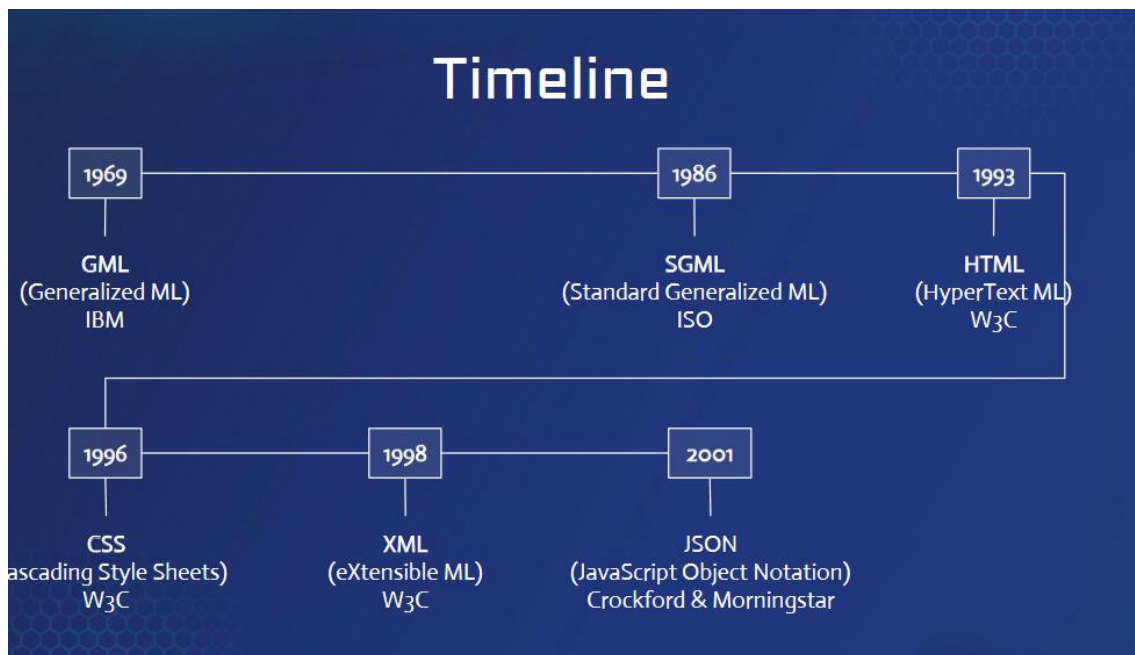 Timeline
1969
GML
(Generalized ML)
IBM
1986
SGML
(Standard Generalized ML)
ISO
1993
HTML
(HyperText ML)
W3C
1996
CSS
ascading Style Sheets)
W3C
1998
XML
(eXtensible ML)
W3C
2001
JSON
(JavaScript Object Notation)
Crockford & Morningstar